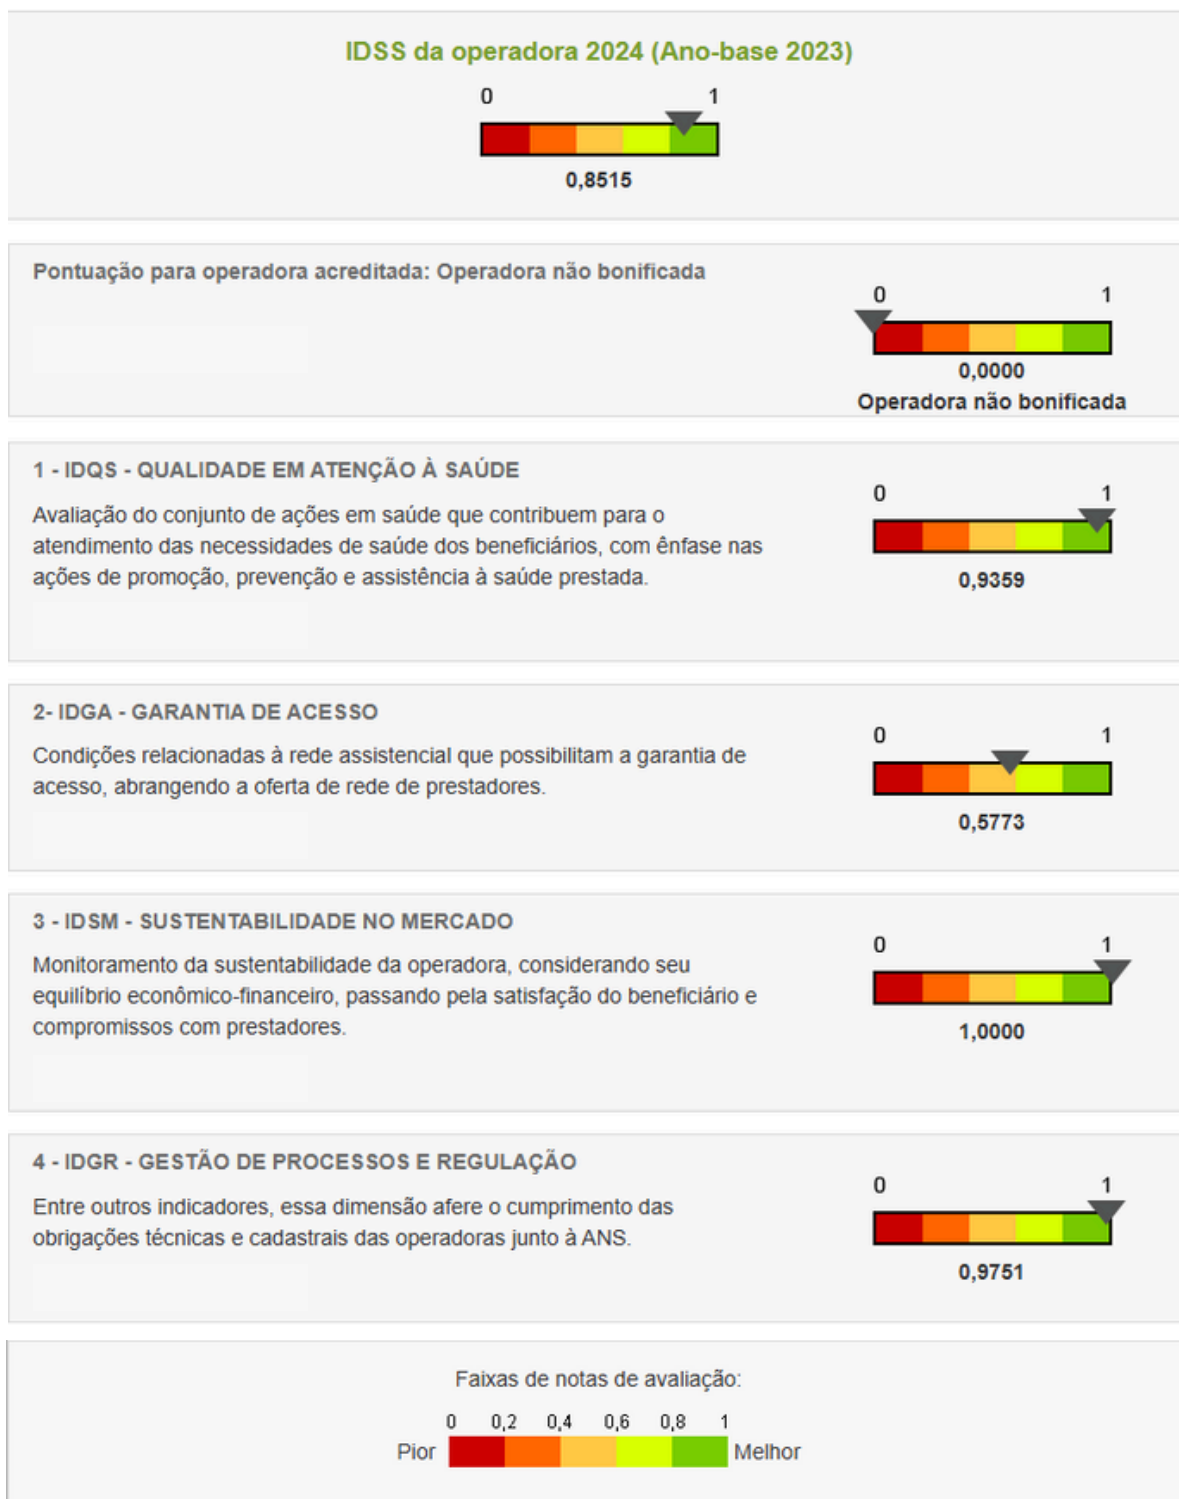 IDSS da operadora 2024 (Ano-base 2023)
0 1
0,8515
Pontuação para operadora acreditada: Operadora não bonificada
0 1
0,0000
Operadora não bonificada
1 - IDQS - QUALIDADE EM ATENÇÃO À SAÚDE
Avaliação do conjunto de ações em saúde que contribuem para o
atendimento das necessidades de saúde dos beneficiários, com ênfase nas
ações de promoção, prevenção e assistência à saúde prestada.
0 1
0,9359
2- IDGA - GARANTIA DE ACESSO
Condições relacionadas à rede assistencial que possibilitam a garantia de
acesso, abrangendo a oferta de rede de prestadores.
0 1
0,5773
3 - IDSM - SUSTENTABILIDADE NO MERCADO
Monitoramento da sustentabilidade da operadora, considerando seu
equilíbrio econômico-financeiro, passando pela satisfação do beneficiário e
compromissos com prestadores.
0 1
1,0000
4 - IDGR - GESTÃO DE PROCESSOS E REGULAÇÃO
Entre outros indicadores, essa dimensão afere o cumprimento das
obrigações técnicas e cadastrais das operadoras junto à ANS.
0 1
0,9751
Faixas de notas de avaliação:
0 0,2 0,4 0,6 0,8 1
Pior Melhor